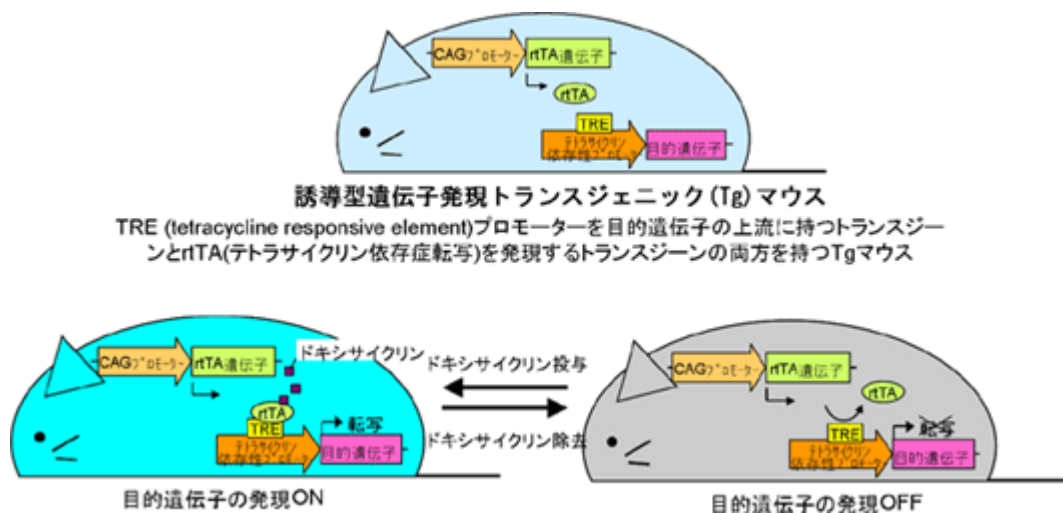 CAGプロモーター rtTA遺伝子
rtTA
TRE
テトラサイクリン
依存性プロモータ 目的遺伝子
誘導型遺伝子発現トランスジェニック(Tg)マウス
TRE (tetracycline responsive element)プロモーターを目的遺伝子の上流に持つトランスジー
ンとrtTA(テトラサイクリン依存症転写)を発現するトランスジーンの両方を持つTgマウス
CAGプロモーター rtTA遺伝子
ドキシサイクリン
rtTA
TRE
転写
テトラサイクリン
依存性プロモータ 目的遺伝子
目的遺伝子の発現ON
ドキシサイクリン投与
ドキシサイクリン除去
CAGプロモーター rtTA遺伝子
rtTA
TRE
転写
テトラサイクリン
依存性プロモータ 目的遺伝子
目的遺伝子の発現OFF